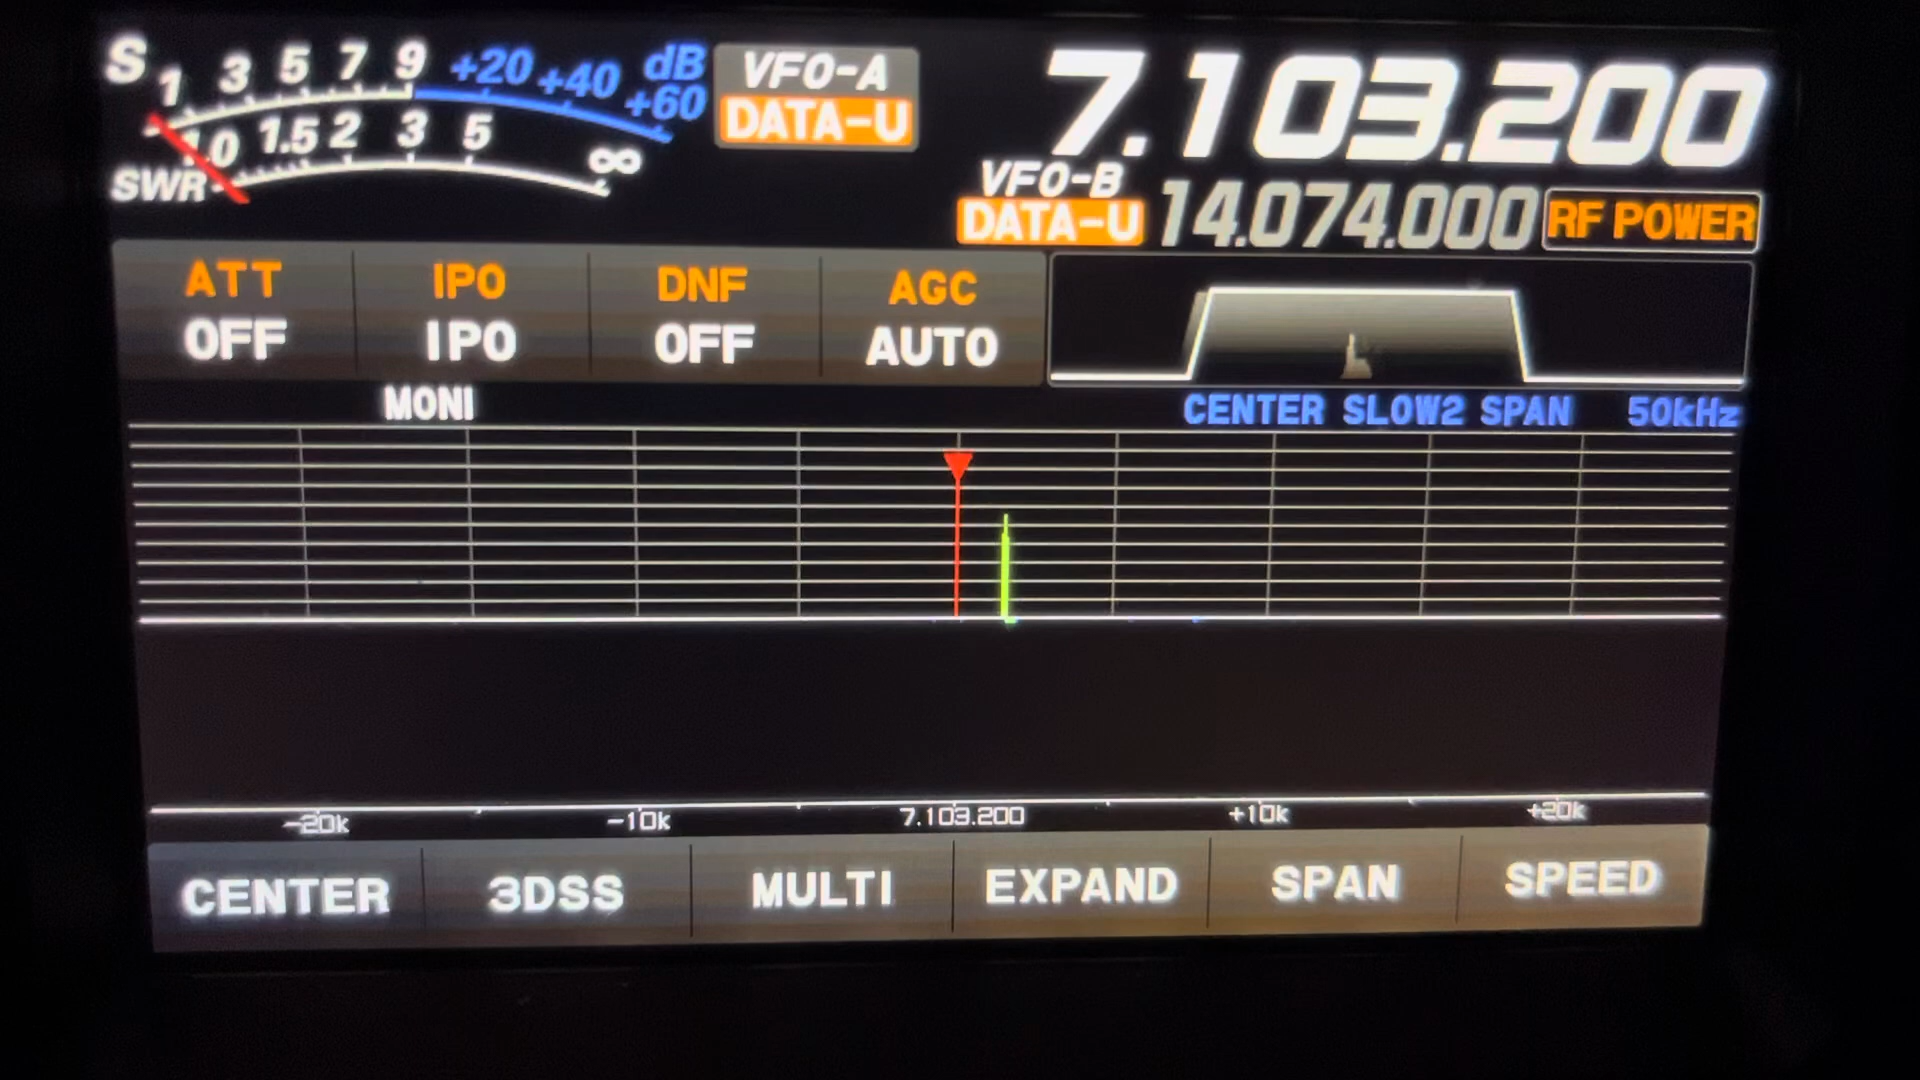 S 1 3 5 7 9 +20 +40 +60 dB
SWR 1.0 1.5 2 3 5 ∞
VFO-A
DATA-U
7.103.200
VFO-B
DATA-U
14.074.000
RF POWER
ATT OFF
IPO IPO
DNF OFF
AGC AUTO
MONI
CENTER SLOW2 SPAN 50kHz
-20k -10k 7.103.200 +10k +20k
CENTER 3DSS MULTI EXPAND SPAN SPEED